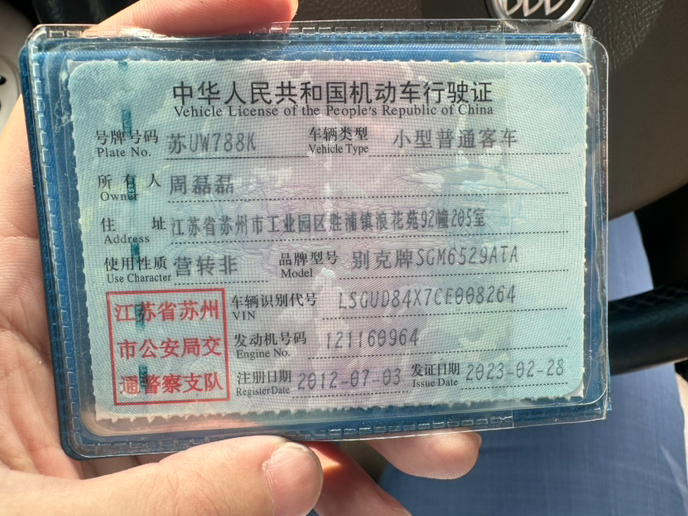 中华人民共和国机动车行驶证
Vehicle License of the People's Republic of China
号牌号码 苏UW788K 车辆类型 小型普通客车
Plate No. Vehicle Type
所有人 周磊磊
Owner
住址 江苏省苏州市工业园区胜浦镇浪花苑92幢205室
Address
使用性质 营转非 品牌型号 别克牌SGM6529ATA
Use Character Model
江苏省苏州
市公安局交
通警察支队
车辆识别代号 LSGUD84X7CE008264
VIN
发动机号码 121160964
Engine No.
注册日期 2012-07-03 发证日期 2023-02-28
Register Date Issue Date